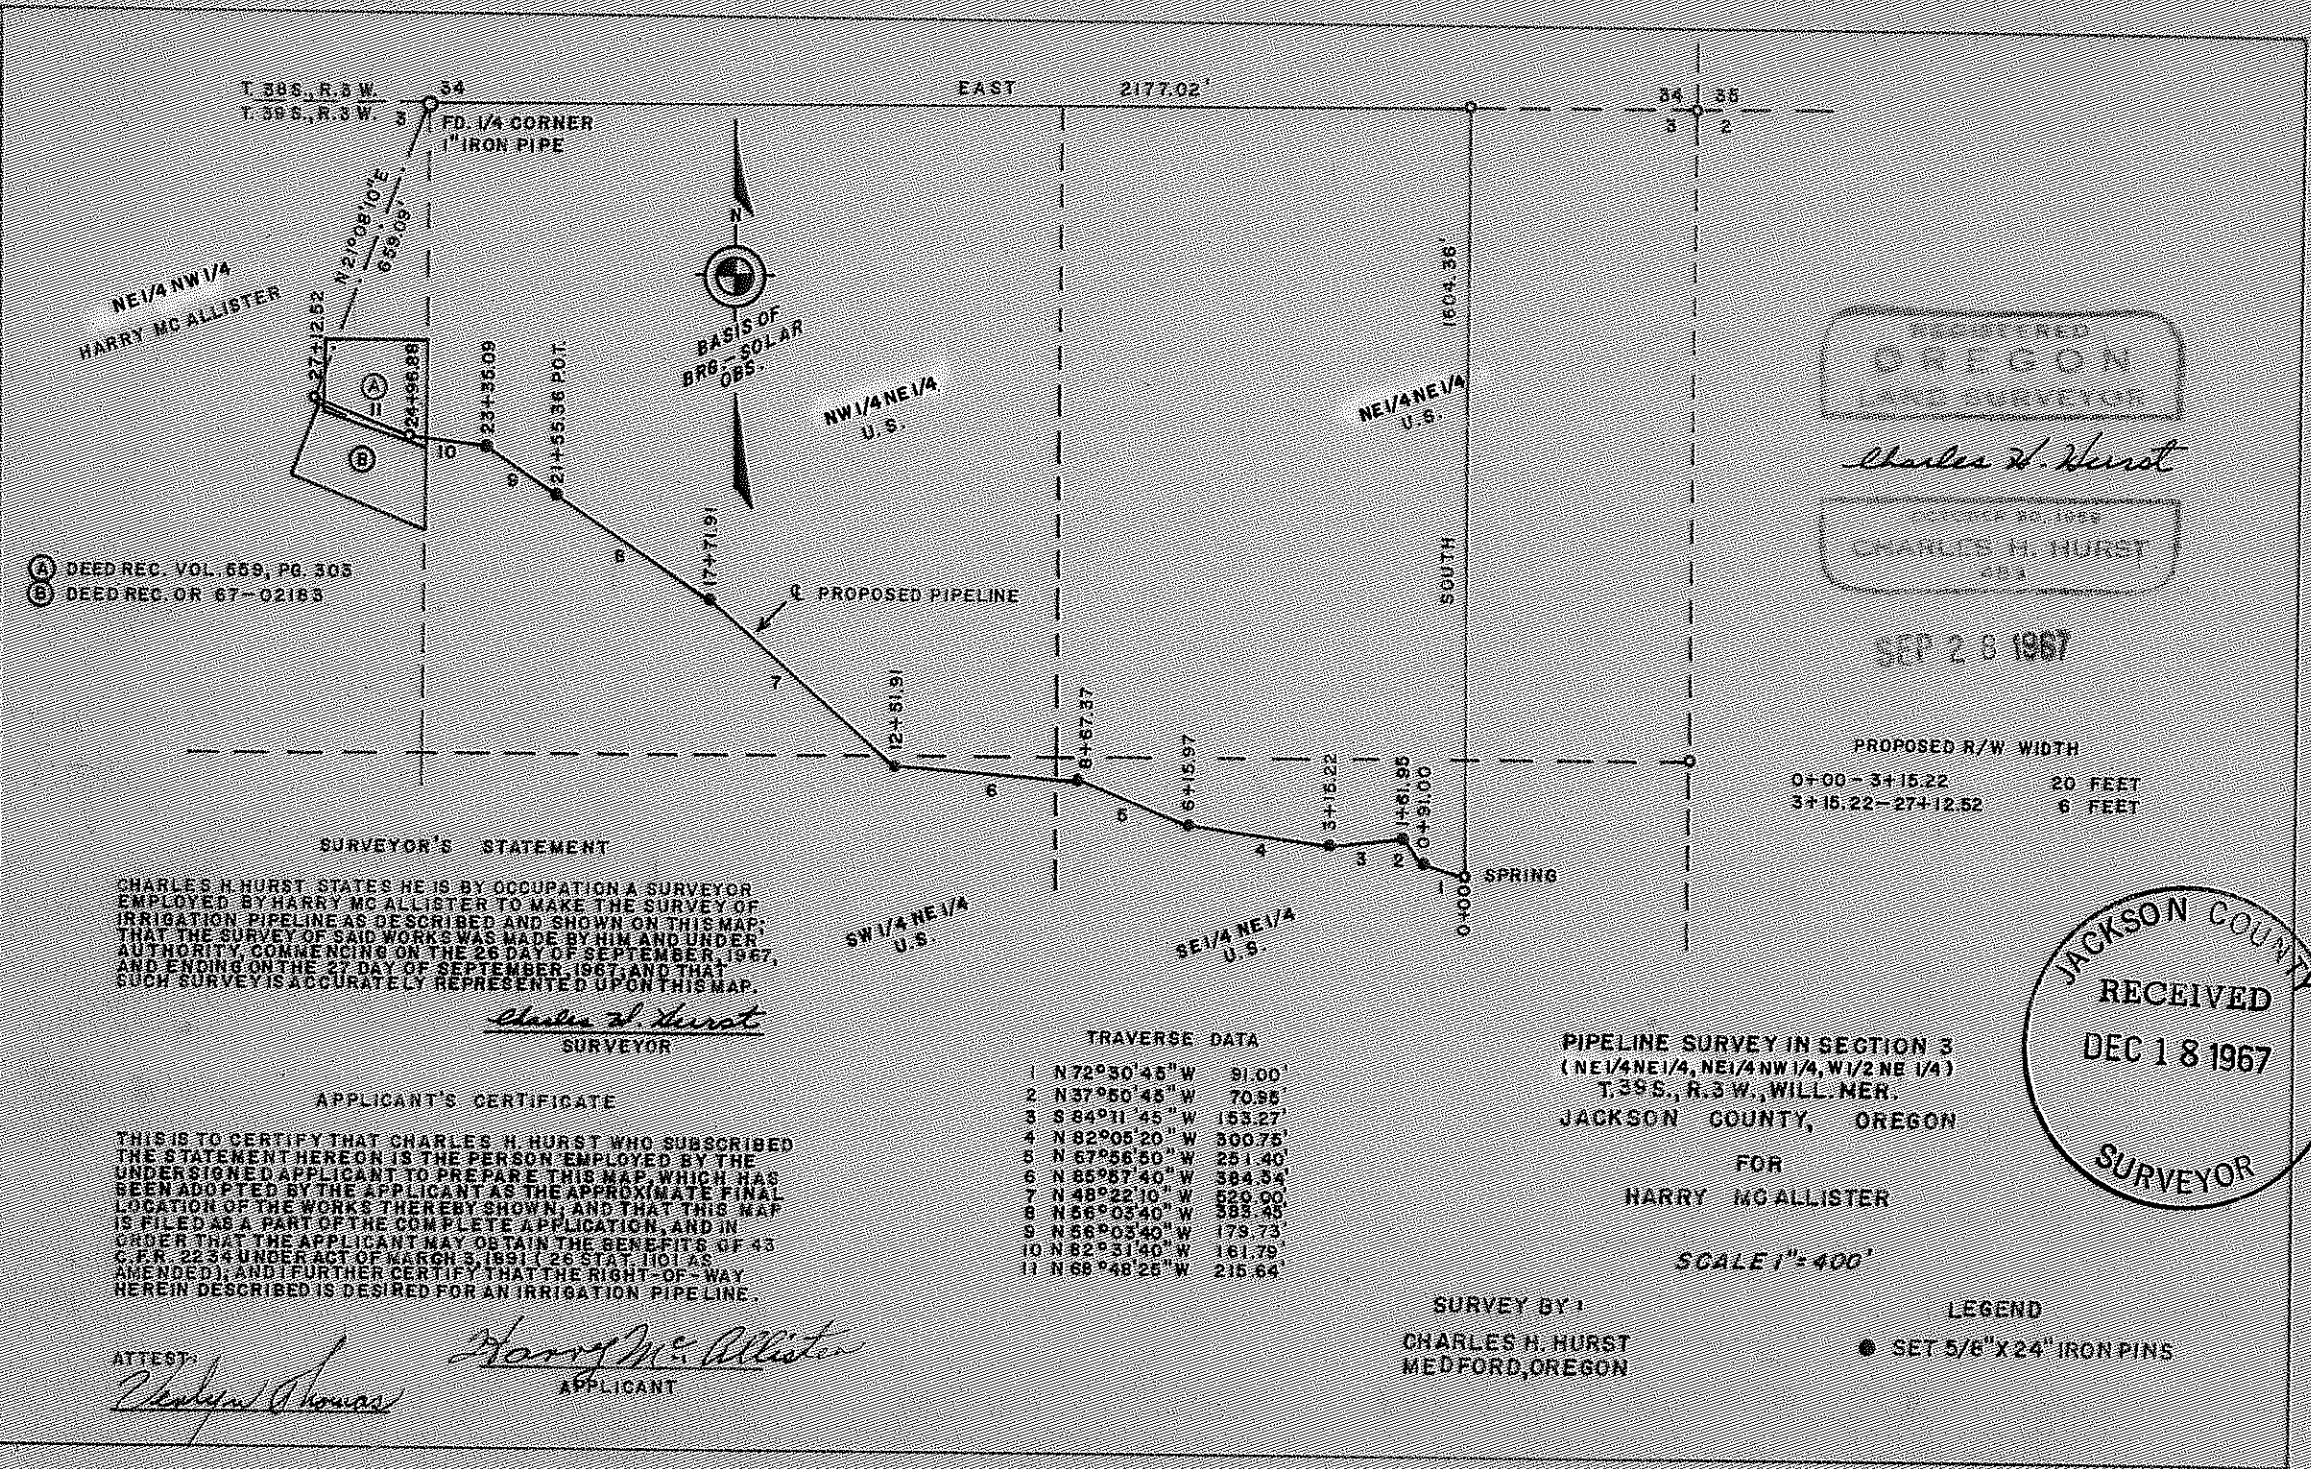 T. 38 S., R. 3 W.
T. 39 S., R. 3 W.
34
3
FD. 1/4 CORNER
1" IRON PIPE
EAST 2177.02'
34 35
3 2
N 21°08'10"E
659.09'
NE 1/4 NW 1/4
HARRY MC ALLISTER
27+12.52
24+96.88
23+35.09
21+55.36 P.O.T.
17+71.91
12+51.91
8+67.37
6+15.97
3+15.22
1+61.95
0+91.00
0+000
SPRING
A
11
B
10
9
8
7
6
5
4
3
2
1
N
BASIS OF
BRG-SOLAR
OBS.
NW 1/4 NE 1/4
U.S.
NE 1/4 NE 1/4
U.S.
1604.36'
SOUTH
℄ PROPOSED PIPELINE
SW 1/4 NE 1/4
U.S.
SE 1/4 NE 1/4
U.S.
A DEED REC. VOL. 659, PG. 303
B DEED REC. OR 67-02183
REGISTERED
OREGON
LAND SURVEYOR
Charles H. Hurst
CHARLES H. HURST
SEP 28 1967
PROPOSED R/W WIDTH
0+00-3+15.22 20 FEET
3+15.22-27+12.52 6 FEET
SURVEYOR'S STATEMENT
CHARLES H. HURST STATES HE IS BY OCCUPATION A SURVEYOR
EMPLOYED BY HARRY MC ALLISTER TO MAKE THE SURVEY OF
IRRIGATION PIPELINE AS DESCRIBED AND SHOWN ON THIS MAP;
THAT THE SURVEY OF SAID WORKS WAS MADE BY HIM AND UNDER
AUTHORITY, COMMENCING ON THE 26 DAY OF SEPTEMBER, 1967,
AND ENDING ON THE 27 DAY OF SEPTEMBER, 1967; AND THAT
SUCH SURVEY IS ACCURATELY REPRESENTED UPON THIS MAP.
Charles H. Hurst
SURVEYOR
APPLICANT'S CERTIFICATE
THIS IS TO CERTIFY THAT CHARLES H. HURST WHO SUBSCRIBED
THE STATEMENT HEREON IS THE PERSON EMPLOYED BY THE
UNDERSIGNED APPLICANT TO PREPARE THIS MAP, WHICH HAS
BEEN ADOPTED BY THE APPLICANT AS THE APPROXIMATE FINAL
LOCATION OF THE WORKS THEREBY SHOWN; AND THAT THIS MAP
IS FILED AS A PART OF THE COMPLETE APPLICATION, AND IN
ORDER THAT THE APPLICANT MAY OBTAIN THE BENEFITS OF 43
C.F.R. 2234 UNDER ACT OF MARCH 3, 1891 (26 STAT. 1101 AS
AMENDED); AND I FURTHER CERTIFY THAT THE RIGHT-OF-WAY
HEREIN DESCRIBED IS DESIRED FOR AN IRRIGATION PIPELINE.
Harry McAllister
APPLICANT
ATTEST:
Thomas
TRAVERSE DATA
1 N 72°30'45" W 91.00'
2 N 37°50'45" W 70.95'
3 S 84°11'45" W 153.27'
4 N 82°05'20" W 300.75'
5 N 67°56'50" W 251.40'
6 N 85°57'40" W 384.54'
7 N 48°22'10" W 520.00'
8 N 56°03'40" W 383.45'
9 N 56°03'40" W 179.73'
10 N 82°31'40" W 161.79'
11 N 68°48'25" W 215.64'
PIPELINE SURVEY IN SECTION 3
(NE1/4NE1/4, NE1/4 NW 1/4, W1/2 NE 1/4)
T. 39 S., R. 3 W., WILL. MER.
JACKSON COUNTY, OREGON
FOR
HARRY MC ALLISTER
SCALE 1"=400'
SURVEY BY:
CHARLES H. HURST
MEDFORD, OREGON
LEGEND
SET 5/8"X24" IRON PINS
JACKSON COUNTY
RECEIVED
DEC 18 1967
SURVEYOR